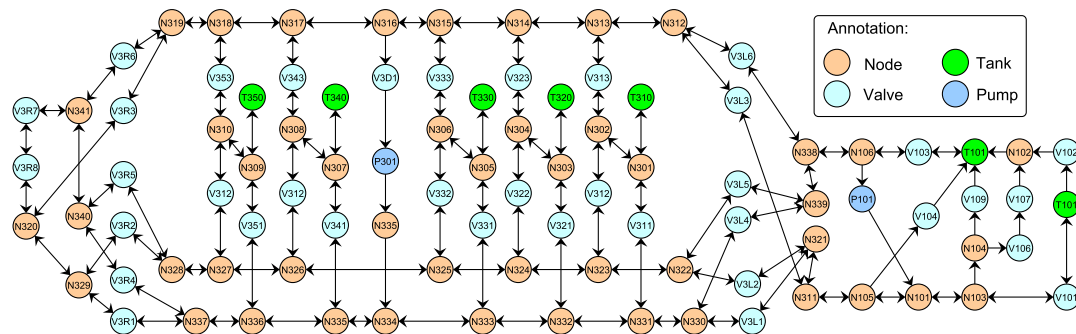 N319 N318 N317 N316 N315 N314 N313 N312
Annotation:
Node Tank
Valve Pump
V3R6 V3L6
V353 V343 V3D1 V333 V323 V313
T350 T340 T330 T320 T310
V3L3
V3R7 N341 V3R3
N310 N308 N306 N304 N302
V3R8 N309 N307 P301 N305 N303 N301
N338 N106 V103 T101 N102 V102
V3R5 V3L5
V312 V312 V332 V322 V312
P101 V109 V107 T101
N340 N339
N320 V3R2 V351 V341 N335 V331 V321 V311 V3L4 V104
N321
N104 V106
N328 N327 N326 N325 N324 N323 N322
N329 V3R4 V3L2
N311 N105 N101 N103 V101
V3R1 N337 N336 N335 N334 N333 N332 N331 N330 V3L1